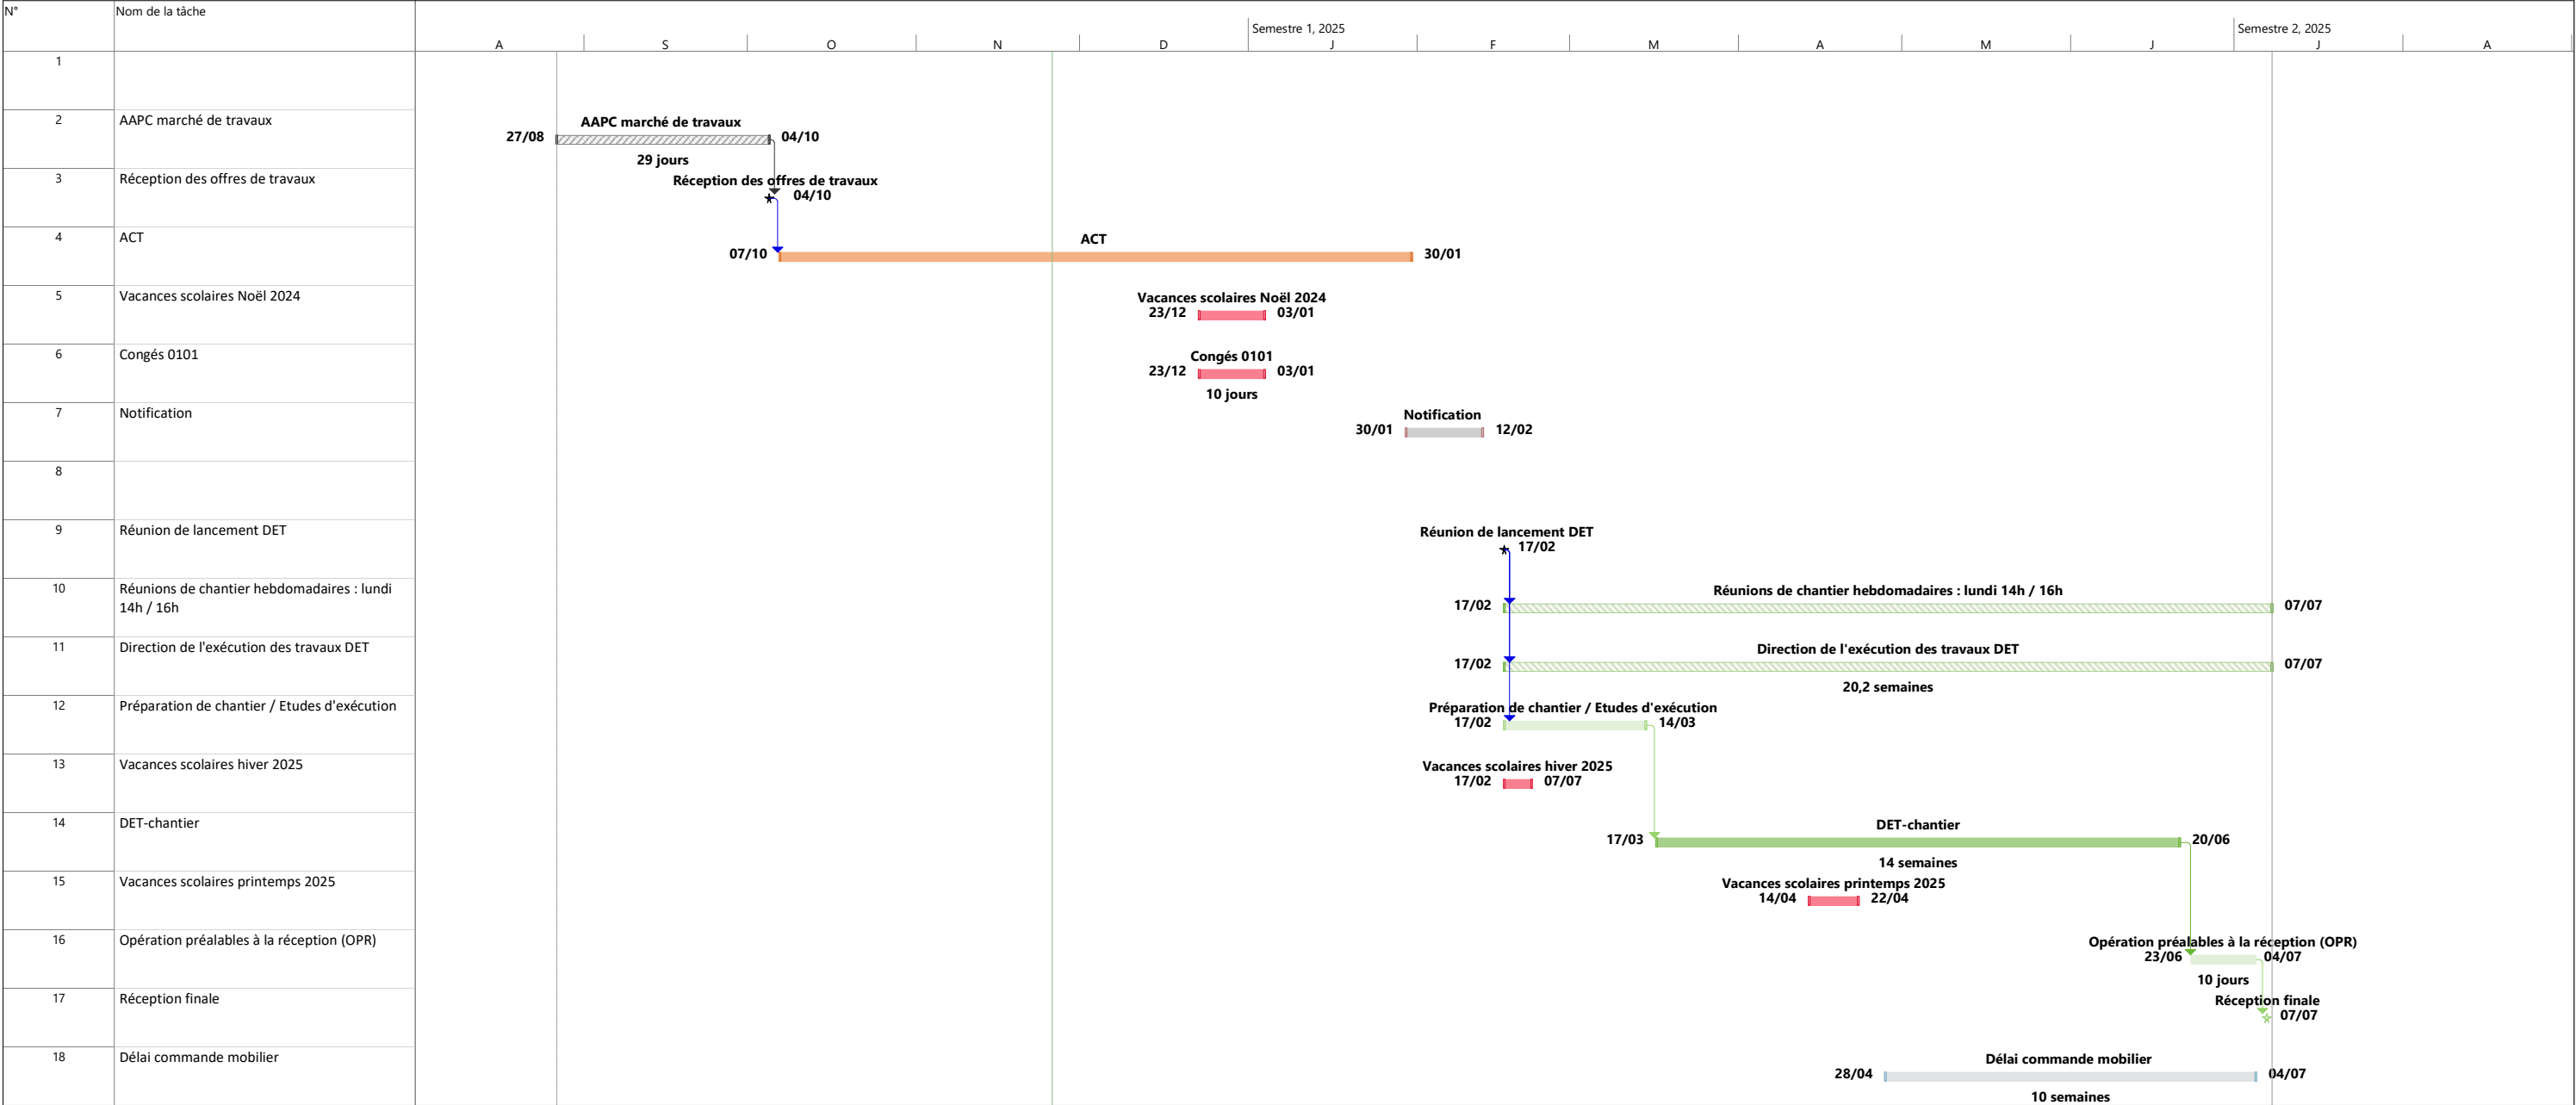 N°
Nom de la tâche
Semestre 1, 2025
Semestre 2, 2025
A
S
O
N
D
J
F
M
A
M
J
J
A
1
2
AAPC marché de travaux
AAPC marché de travaux
27/08
04/10
29 jours
3
Réception des offres de travaux
Réception des offres de travaux
04/10
4
ACT
ACT
07/10
30/01
5
Vacances scolaires Noël 2024
Vacances scolaires Noël 2024
23/12
03/01
6
Congés 0101
Congés 0101
23/12
03/01
10 jours
7
Notification
Notification
30/01
12/02
8
9
Réunion de lancement DET
Réunion de lancement DET
17/02
10
Réunions de chantier hebdomadaires : lundi
14h / 16h
Réunions de chantier hebdomadaires : lundi 14h / 16h
17/02
07/07
11
Direction de l'exécution des travaux DET
Direction de l'exécution des travaux DET
17/02
07/07
20,2 semaines
12
Préparation de chantier / Etudes d'exécution
Préparation de chantier / Etudes d'exécution
17/02
14/03
13
Vacances scolaires hiver 2025
Vacances scolaires hiver 2025
17/02
07/07
14
DET-chantier
DET-chantier
17/03
20/06
14 semaines
15
Vacances scolaires printemps 2025
Vacances scolaires printemps 2025
14/04
22/04
16
Opération préalables à la réception (OPR)
Opération préalables à la réception (OPR)
23/06
04/07
10 jours
17
Réception finale
Réception finale
07/07
18
Délai commande mobilier
Délai commande mobilier
28/04
04/07
10 semaines